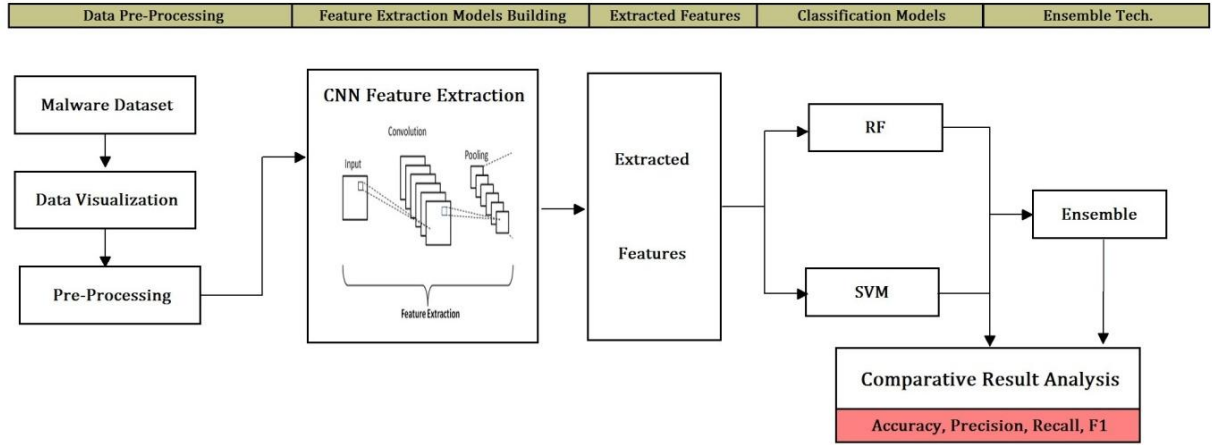 Data Pre-Processing
Feature Extraction Models Building
Extracted Features
Classification Models
Ensemble Tech.
Malware Dataset
Data Visualization
Pre-Processing
CNN Feature Extraction
Convolution
Input
Pooling
Feature Extraction
Extracted
Features
RF
SVM
Ensemble
Comparative Result Analysis
Accuracy, Precision, Recall, F1